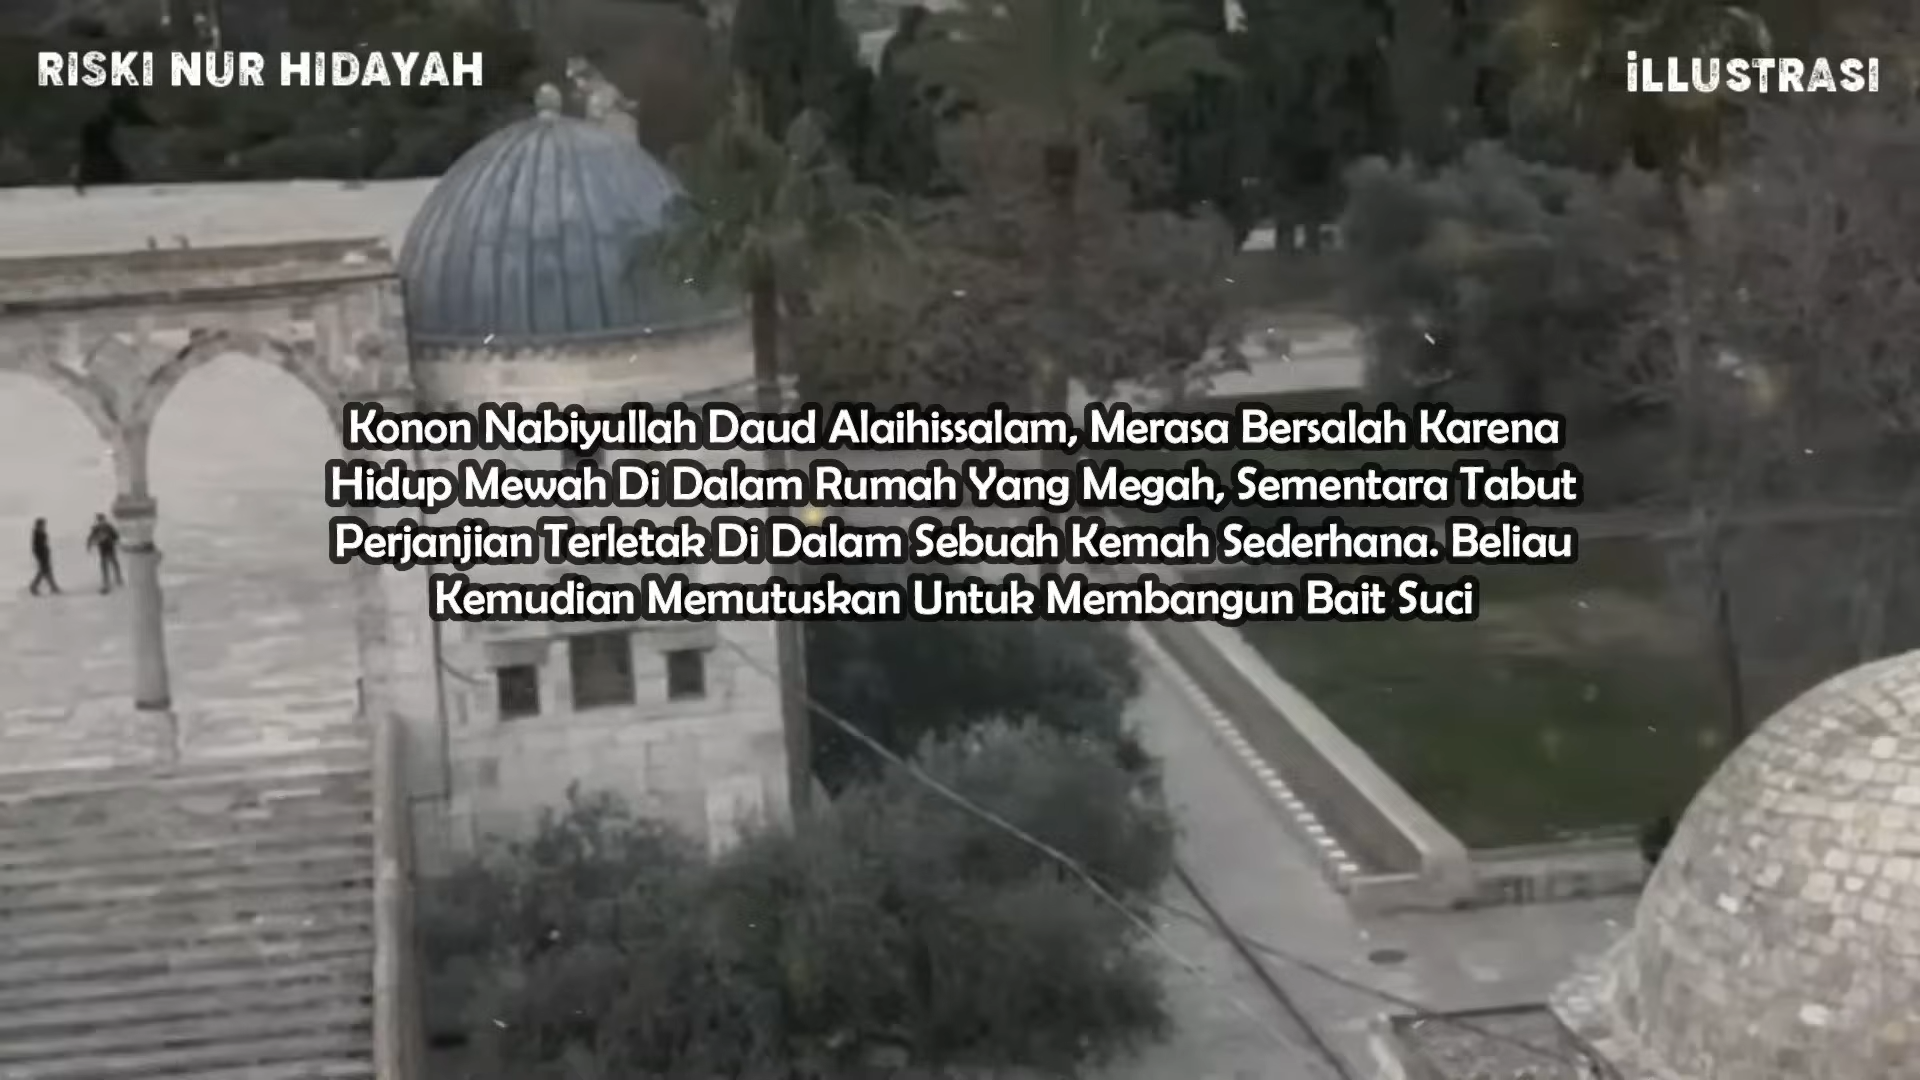 RISKI NUR HIDAYAH
iLLUSTRASI
Konon Nabiyullah Daud Alaihissalam, Merasa Bersalah Karena
Hidup Mewah Di Dalam Rumah Yang Megah, Sementara Tabut
Perjanjian Terletak Di Dalam Sebuah Kemah Sederhana. Beliau
Kemudian Memutuskan Untuk Membangun Bait Suci